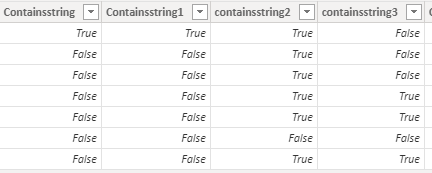 Containsstring Containsstring1 containsstring2 containsstring3
True True True False
False False True False
False False True False
False False True True
False False True True
False False False False
False False True True